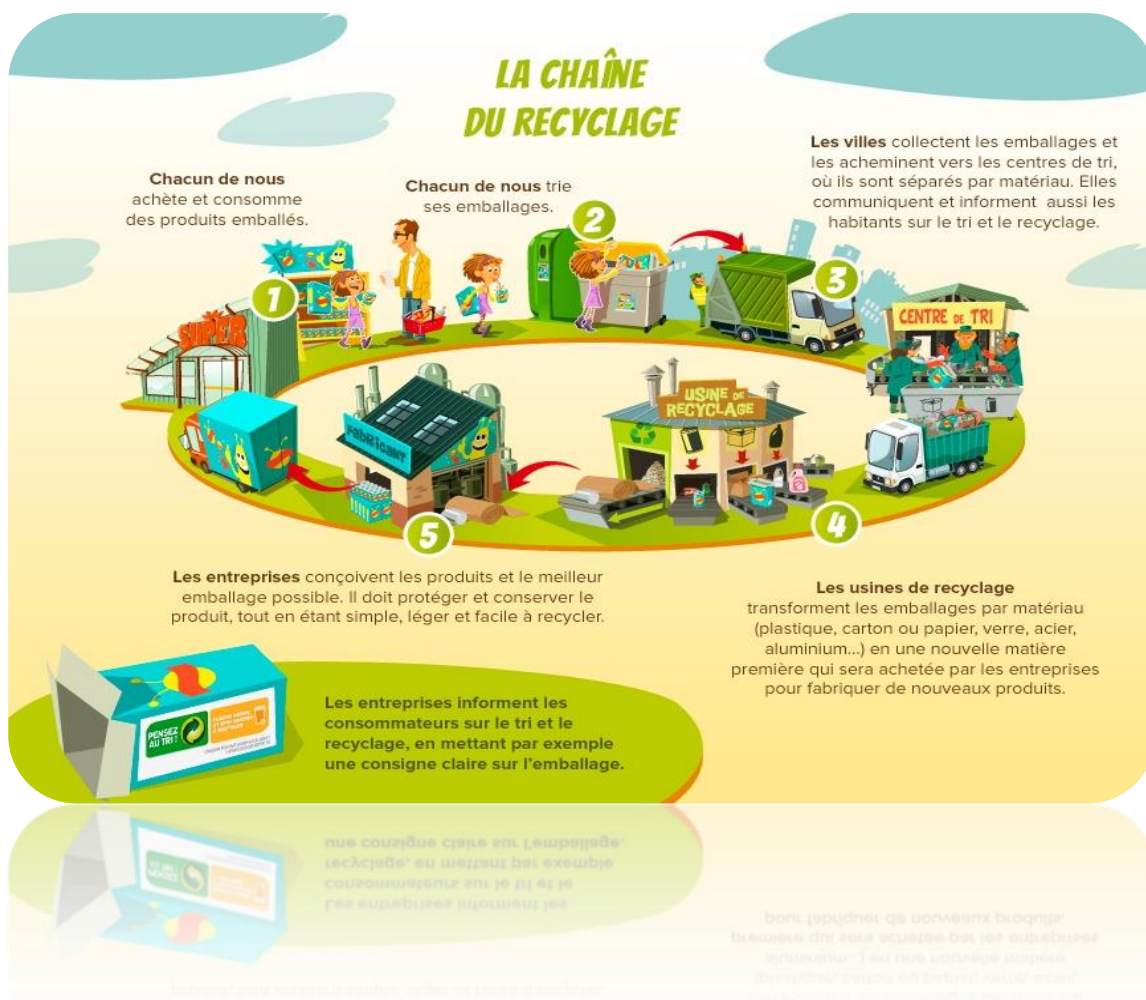 LA CHAÎNE
DU RECYCLAGE
Chacun de nous
achète et consomme
des produits emballés.
Chacun de nous trie
ses emballages.
Les villes collectent les emballages et
les acheminent vers les centres de tri,
où ils sont séparés par matériau. Elles
communiquent et informent aussi les
habitants sur le tri et le recyclage.
1
2
3
SUPER
CENTRE DE TRI
USINE DE
RECYCLAGE
FABRICANT
4
5
Les entreprises conçoivent les produits et le meilleur
emballage possible. Il doit protéger et conserver le
produit, tout en étant simple, léger et facile à recycler.
Les usines de recyclage
transforment les emballages par matériau
(plastique, carton ou papier, verre, acier,
aluminium...) en une nouvelle matière
première qui sera achetée par les entreprises
pour fabriquer de nouveaux produits.
PENSEZ
AU TRI !
Les entreprises informent les
consommateurs sur le tri et le
recyclage, en mettant par exemple
une consigne claire sur l'emballage.